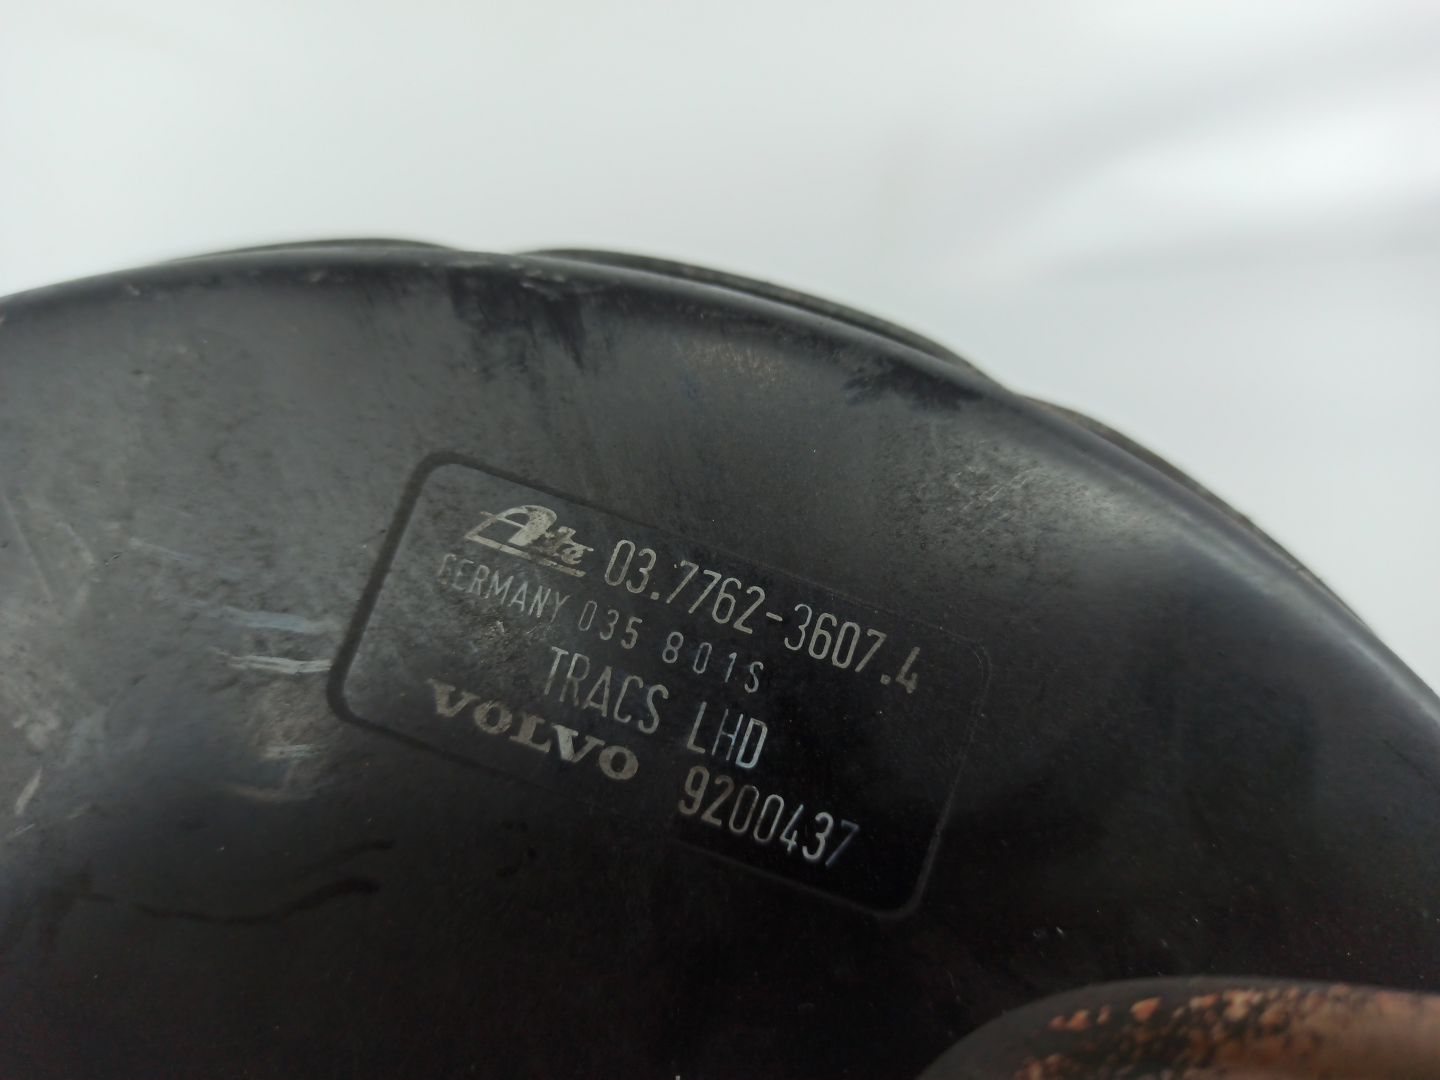 Ate 03.7762-3607.4
GERMANY 035 801S
TRACS LHD
VOLVO 9200437